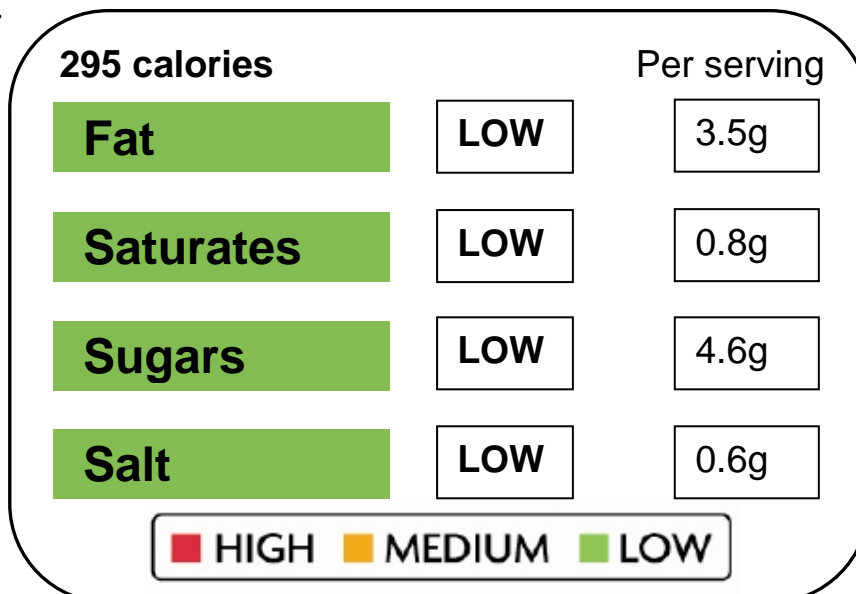 295 calories Per serving
Fat LOW 3.5g
Saturates LOW 0.8g
Sugars LOW 4.6g
Salt LOW 0.6g
HIGH MEDIUM LOW